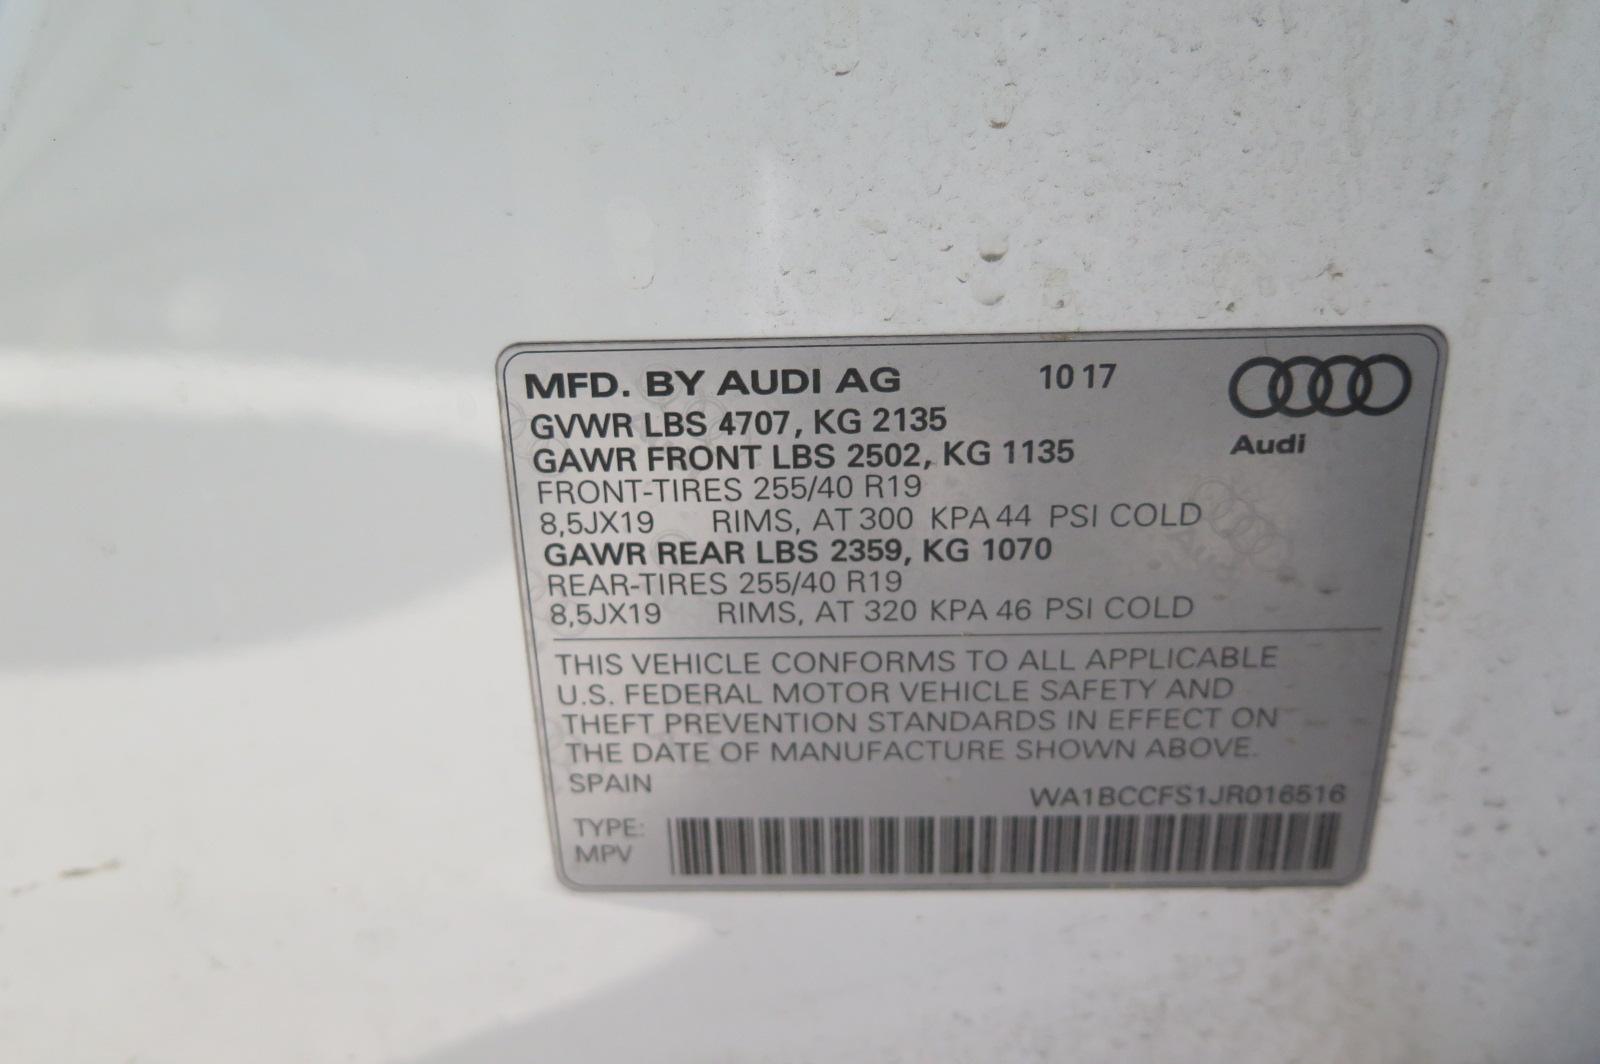 MFD. BY AUDI AG 10 17
GVWR LBS 4707, KG 2135
Audi
GAWR FRONT LBS 2502, KG 1135
FRONT-TIRES 255/40 R19
8,5JX19 RIMS, AT 300 KPA 44 PSI COLD
GAWR REAR LBS 2359, KG 1070
REAR-TIRES 255/40 R19
8,5JX19 RIMS, AT 320 KPA 46 PSI COLD
THIS VEHICLE CONFORMS TO ALL APPLICABLE
U.S. FEDERAL MOTOR VEHICLE SAFETY AND
THEFT PREVENTION STANDARDS IN EFFECT ON
THE DATE OF MANUFACTURE SHOWN ABOVE.
SPAIN
WA1BCCFS1JR016516
TYPE:
MPV